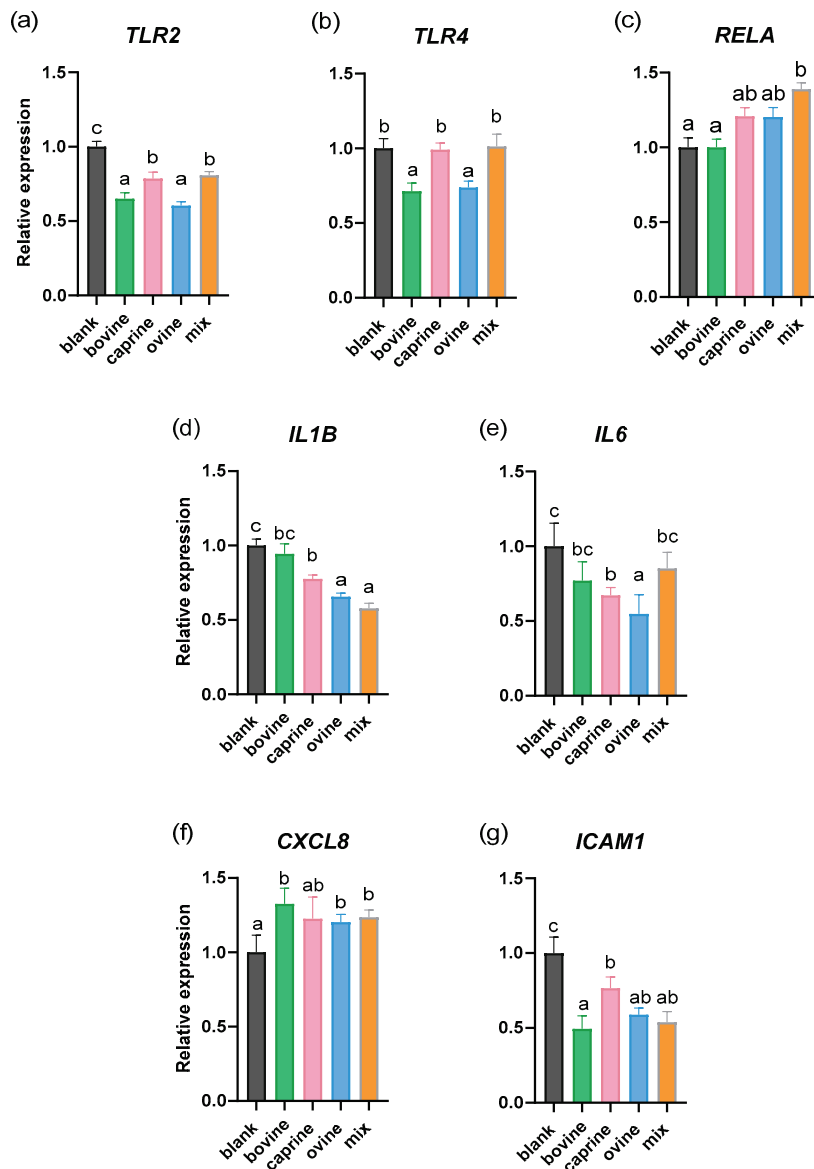 (a)
TLR2
Relative expression
1.5
1.0
0.5
0.0
c
a
b
a
b
blank
bovine
caprine
ovine
mix
(b)
TLR4
1.5
1.0
0.5
0.0
b
a
b
a
b
blank
bovine
caprine
ovine
mix
(c)
RELA
1.5
1.0
0.5
0.0
a
a
ab
ab
b
blank
bovine
caprine
ovine
mix
(d)
IL1B
Relative expression
1.5
1.0
0.5
0.0
c
bc
b
a
a
blank
bovine
caprine
ovine
mix
(e)
IL6
1.5
1.0
0.5
0.0
c
bc
b
a
bc
blank
bovine
caprine
ovine
mix
(f)
CXCL8
Relative expression
1.5
1.0
0.5
0.0
a
b
ab
b
b
blank
bovine
caprine
ovine
mix
(g)
ICAM1
1.5
1.0
0.5
0.0
c
a
b
ab
ab
blank
bovine
caprine
ovine
mix